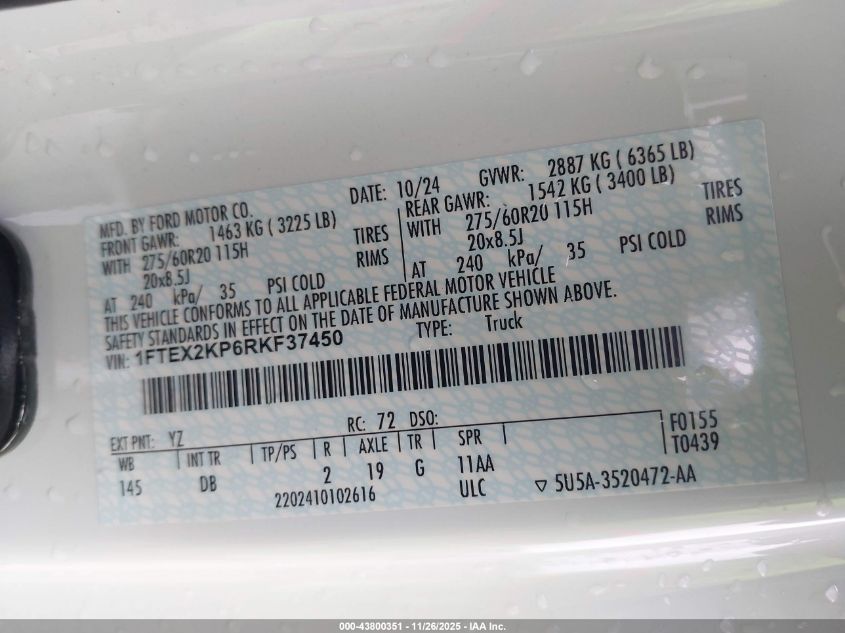 MFD. BY FORD MOTOR CO.
DATE: 10/24 GVWR: 2887 KG ( 6365 LB)
FRONT GAWR: 1463 KG ( 3225 LB)
WITH 275/60R20 115H TIRES
20x8.5J RIMS
AT 240 kPa/ 35 PSI COLD
REAR GAWR: 1542 KG ( 3400 LB)
WITH 275/60R20 115H TIRES
20x8.5J RIMS
AT 240 kPa/ 35 PSI COLD
THIS VEHICLE CONFORMS TO ALL APPLICABLE FEDERAL MOTOR VEHICLE
SAFETY STANDARDS IN EFFECT ON THE DATE OF MANUFACTURE SHOWN ABOVE.
VIN: 1FTEX2KP6RKF37450 TYPE: Truck
EXT PNT: YZ RC: 72 DSO: F0155
WB INT TR TP/PS R AXLE TR SPR T0439
145 DB 2 19 G 11AA
2202410102616 ULC ▽ 5U5A-3520472-AA
000-43800351 - 11/26/2025 - IAA Inc.